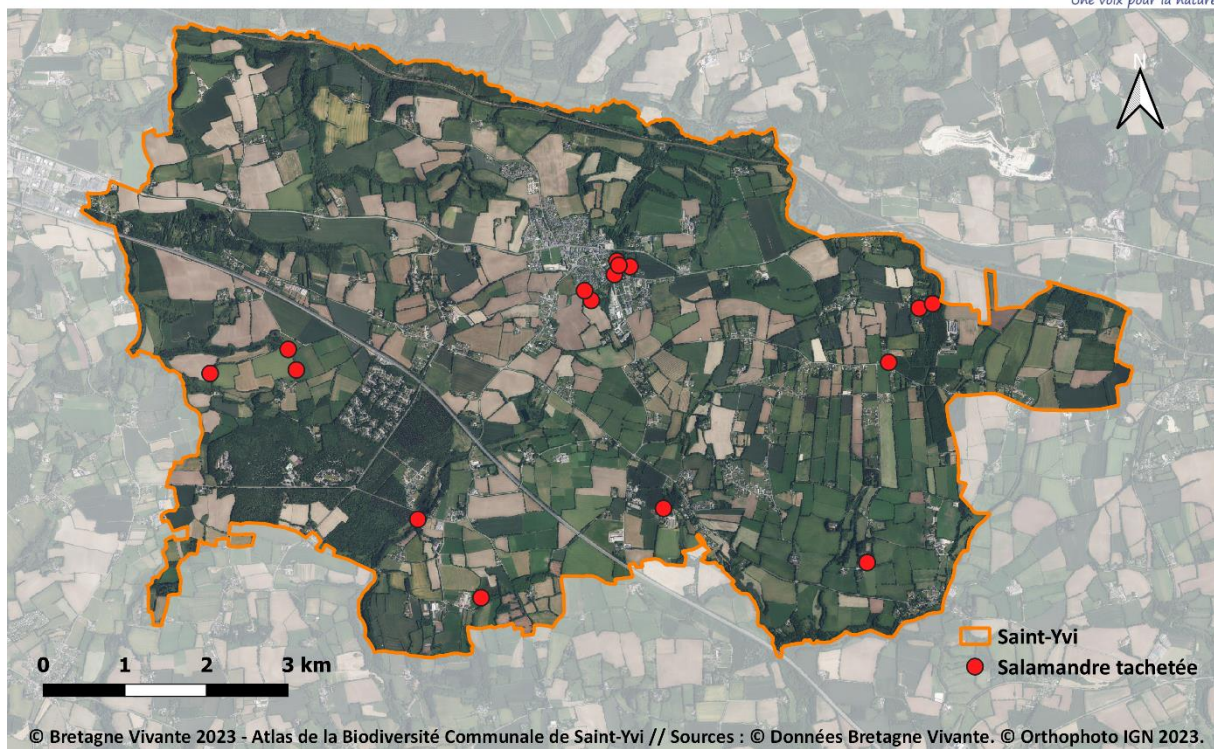 Une voix pour la nature
N
Saint-Yvi
Salamandre tachetée
0 1 2 3 km
© Bretagne Vivante 2023 - Atlas de la Biodiversité Communale de Saint-Yvi // Sources : © Données Bretagne Vivante. © Orthophoto IGN 2023.